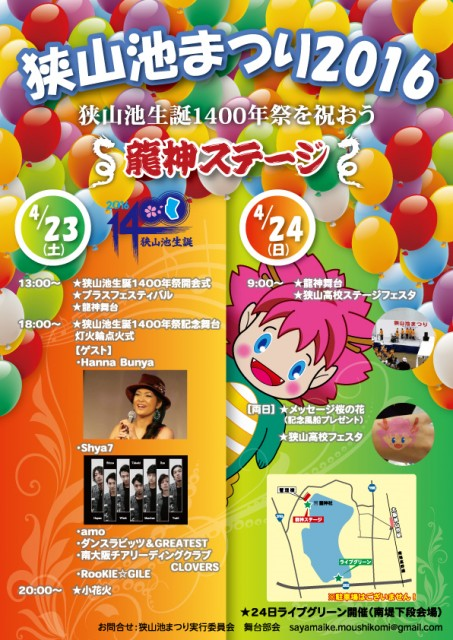 狭山池まつり2016
狭山池生誕1400年祭を祝おう
龍神ステージ
4/23
(土)
2016
1400
狭山池生誕
13:00〜 ★狭山池生誕1400年祭開会式
★ブラスフェスティバル
★龍神舞台
18:00〜 ★狭山池生誕1400年祭記念舞台
灯火輪点火式
【ゲスト】
・Hanna Bunya
・Shya7
・amo
・ダンスラビッツ&GREATEST
・南大阪チアリーディングクラブ
CLOVERS
・RooKIE☆GILE
20:00〜 ★小花火
4/24
(日)
9:00〜 ★龍神舞台
★狭山高校ステージフェスタ
狭山池まつり
【両日】★メッセージ桜の花
(記念風船プレゼント)
★狭山高校フェスタ
龍神社
龍神ステージ
ライブグリーン
※駐車場はございません!
★24日ライブグリーン開催(南堤下段会場)
お問合せ:狭山池まつり実行委員会 舞台部会 sayamaike.moushikomi@gmail.com